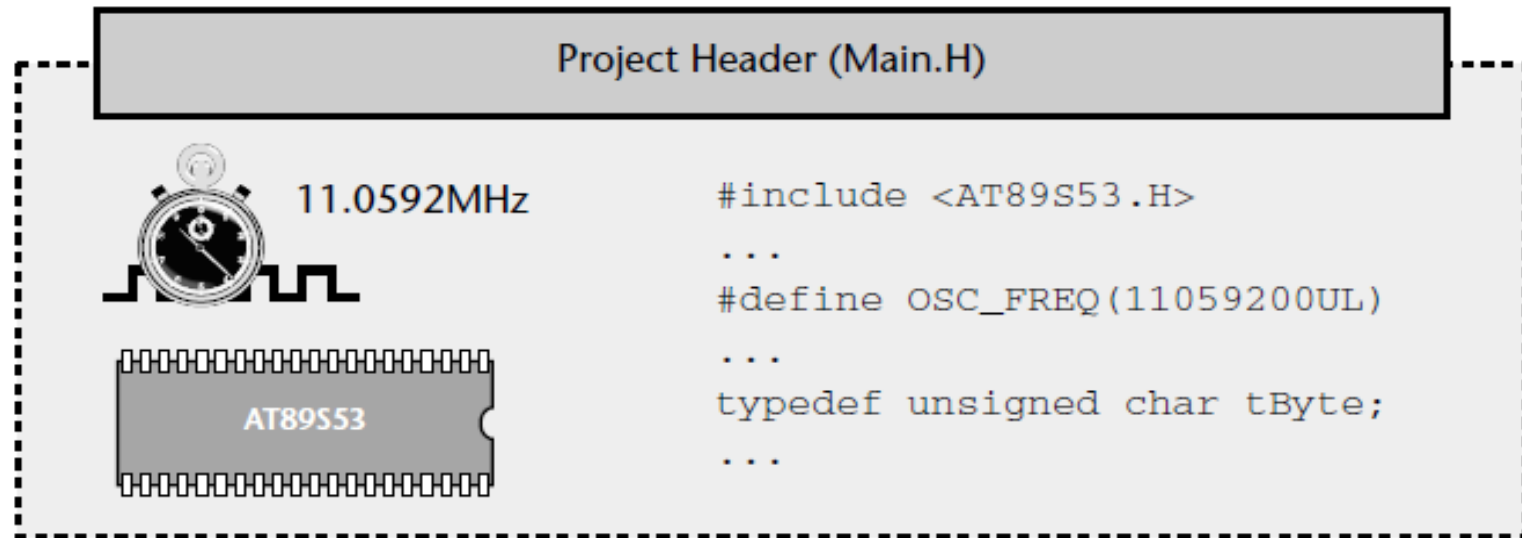 Project Header (Main.H)
11.0592MHz
AT89S53
#include <AT89S53.H>
...
#define OSC_FREQ(11059200UL)
...
typedef unsigned char tByte;
...